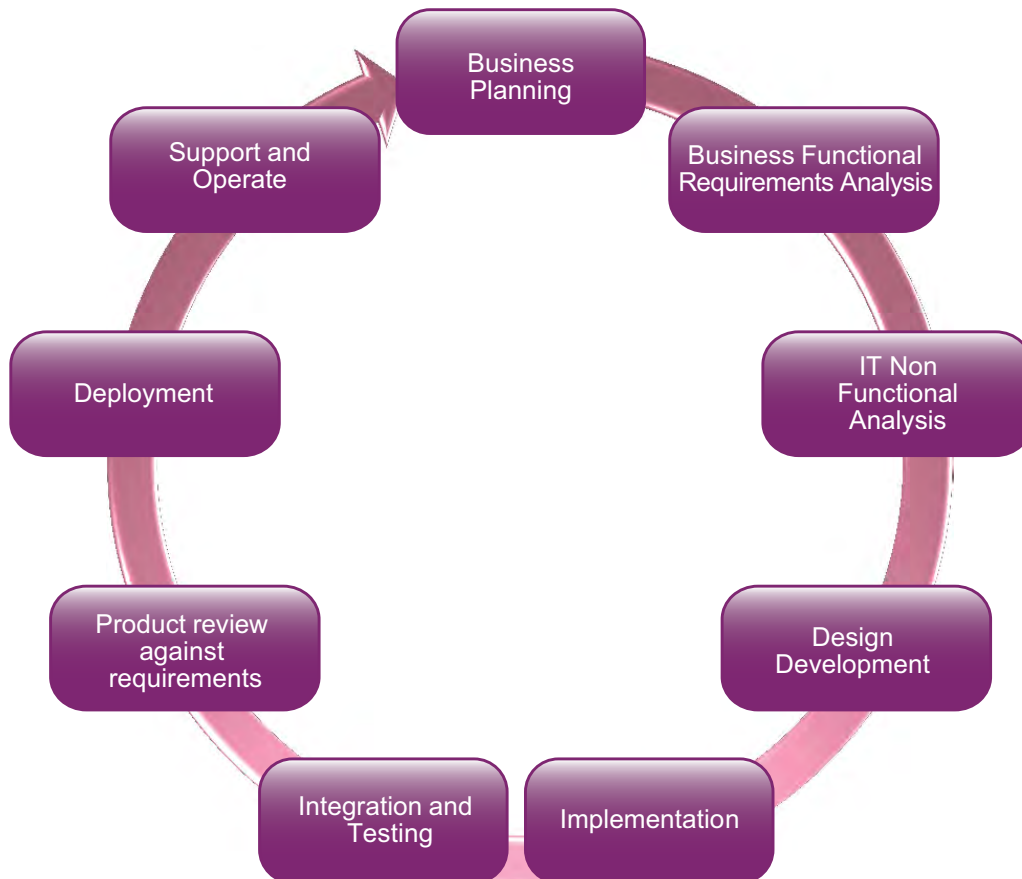 Business
Planning
Business Functional
Requirements Analysis
IT Non
Functional
Analysis
Design
Development
Implementation
Integration and
Testing
Product review
against
requirements
Deployment
Support and
Operate